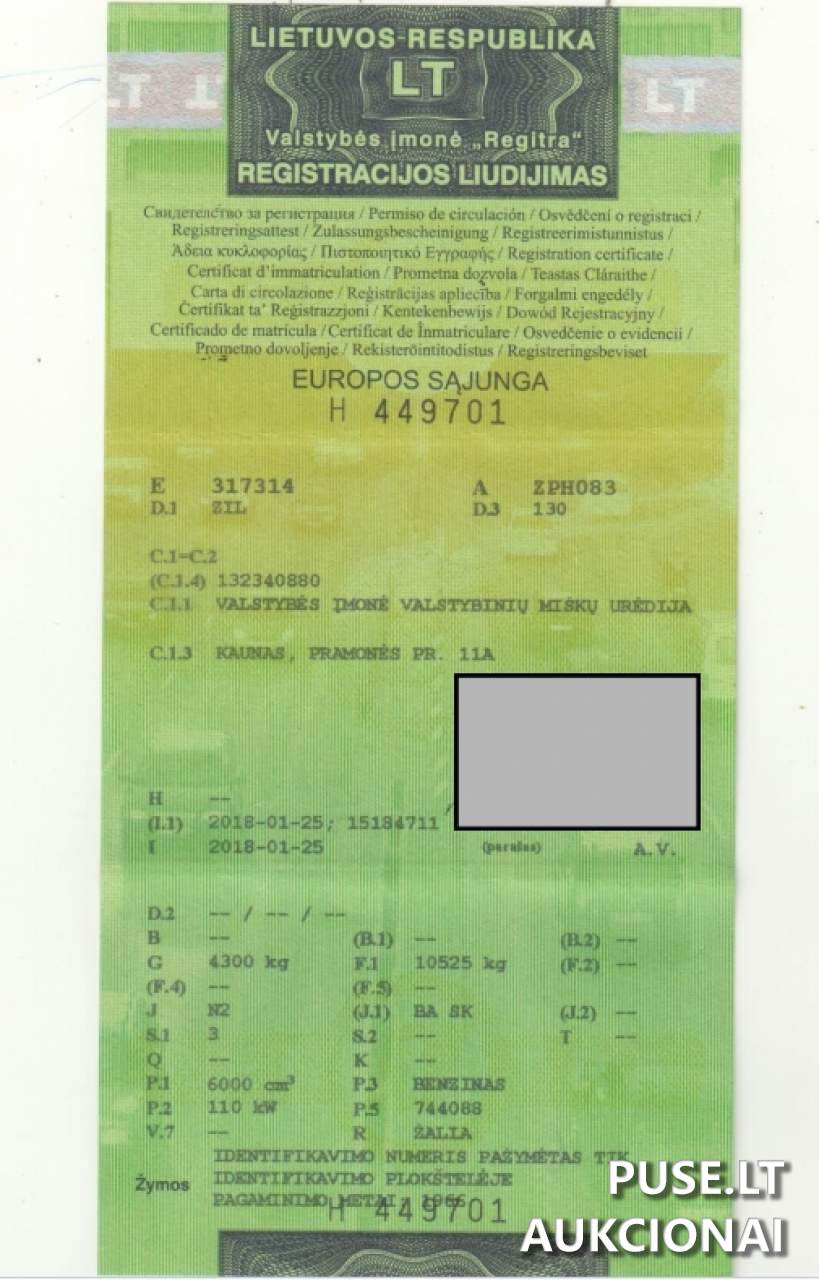 LIETUVOS RESPUBLIKA
LT LT LT
Valstybės įmonė „Regitra“
REGISTRACIJOS LIUDIJIMAS
Свидетелство за регистрация / Permiso de circulación / Osvědčení o registraci /
Registreringsattest / Zulassungsbescheinigung / Registreerimistunnistus /
Άδεια κυκλοφορίας / Πιστοποιητικό Εγγραφής / Registration certificate /
Certificat d’immatriculation / Prometna dozvola / Teastas Cláraithe /
Carta di circolazione / Reģistrācijas apliecība / Forgalmi engedély /
Ċertifikat ta’ Reġistrazzjoni / Kentekenbewijs / Dowód Rejestracyjny /
Certificado de matrícula / Certificat de Înmatriculare / Osvedčenie o evidencii /
Prometno dovoljenje / Rekisteröintitodistus / Registreringsbeviset
EUROPOS SĄJUNGA
H 449701
E 317314 A ZPH083
D.1 ZIL D.3 130
C.1=C.2
(C.1.4) 132340880
C.1.1 VALSTYBĖS ĮMONĖ VALSTYBINIŲ MIŠKŲ URĖDIJA
C.1.3 KAUNAS, PRAMONĖS PR. 11A
H --
(I.1) 2018-01-25; 15184711
I 2018-01-25 (parašas) A.V.
D.2 -- / -- / --
B -- (B.1) -- (B.2) --
G 4300 kg F.1 10525 kg (F.2) --
(F.4) -- (F.5) --
J N2 (J.1) BA SK (J.2) --
S.1 3 S.2 -- T --
Q -- K --
P.1 6000 cm³ P.3 BENZINAS
P.2 110 kW P.5 744088
V.7 -- R ŽALIA
IDENTIFIKAVIMO NUMERIS PAŽYMĖTAS TIK
Žymos IDENTIFIKAVIMO PLOKŠTELĖJE
PAGAMINIMO METAI: 1966
H 449701
PUSE.LT
AUKCIONAI